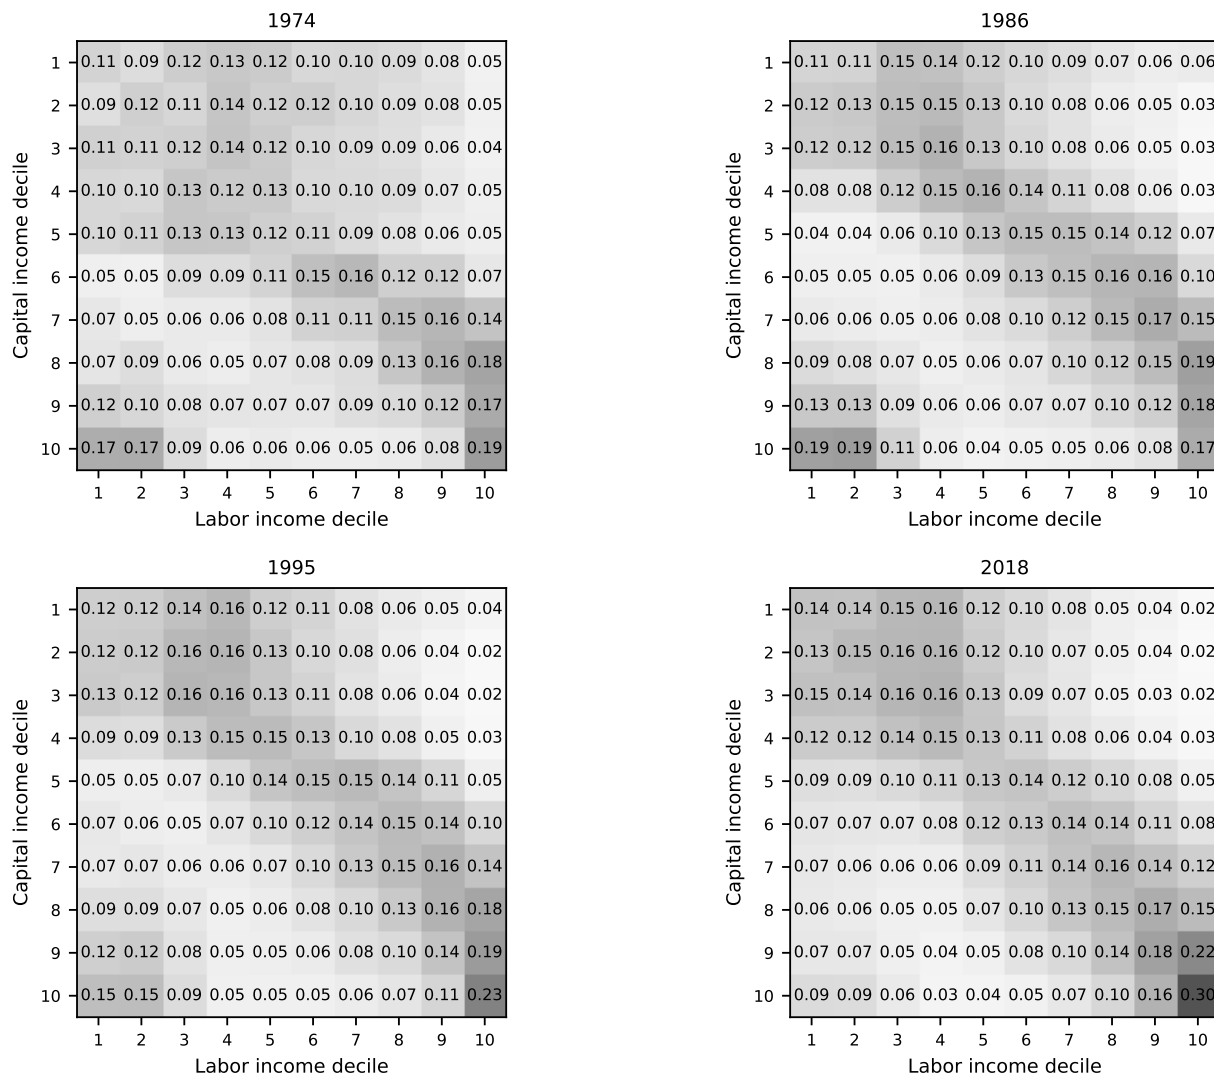 1974
1986
1 0.11 0.09 0.12 0.13 0.12 0.10 0.10 0.09 0.08 0.05
2 0.09 0.12 0.11 0.14 0.12 0.12 0.10 0.09 0.08 0.05
3 0.11 0.11 0.12 0.14 0.12 0.10 0.09 0.09 0.06 0.04
4 0.10 0.10 0.13 0.12 0.13 0.10 0.10 0.09 0.07 0.05
5 0.10 0.11 0.13 0.13 0.12 0.11 0.09 0.08 0.06 0.05
6 0.05 0.05 0.09 0.09 0.11 0.15 0.16 0.12 0.12 0.07
7 0.07 0.05 0.06 0.06 0.08 0.11 0.11 0.15 0.16 0.14
8 0.07 0.09 0.06 0.05 0.07 0.08 0.09 0.13 0.16 0.18
9 0.12 0.10 0.08 0.07 0.07 0.07 0.09 0.10 0.12 0.17
10 0.17 0.17 0.09 0.06 0.06 0.06 0.05 0.06 0.08 0.19
1 2 3 4 5 6 7 8 9 10
Labor income decile
Capital income decile
1 0.11 0.11 0.15 0.14 0.12 0.10 0.09 0.07 0.06 0.06
2 0.12 0.13 0.15 0.15 0.13 0.10 0.08 0.06 0.05 0.03
3 0.12 0.12 0.15 0.16 0.13 0.10 0.08 0.06 0.05 0.03
4 0.08 0.08 0.12 0.15 0.16 0.14 0.11 0.08 0.06 0.03
5 0.04 0.04 0.06 0.10 0.13 0.15 0.15 0.14 0.12 0.07
6 0.05 0.05 0.05 0.06 0.09 0.13 0.15 0.16 0.16 0.10
7 0.06 0.06 0.05 0.06 0.08 0.10 0.12 0.15 0.17 0.15
8 0.09 0.08 0.07 0.05 0.06 0.07 0.10 0.12 0.15 0.19
9 0.13 0.13 0.09 0.06 0.06 0.07 0.07 0.10 0.12 0.18
10 0.19 0.19 0.11 0.06 0.04 0.05 0.05 0.06 0.08 0.17
1 2 3 4 5 6 7 8 9 10
Labor income decile
Capital income decile
1995
2018
1 0.12 0.12 0.14 0.16 0.12 0.11 0.08 0.06 0.05 0.04
2 0.12 0.12 0.16 0.16 0.13 0.10 0.08 0.06 0.04 0.02
3 0.13 0.12 0.16 0.16 0.13 0.11 0.08 0.06 0.04 0.02
4 0.09 0.09 0.13 0.15 0.15 0.13 0.10 0.08 0.05 0.03
5 0.05 0.05 0.07 0.10 0.14 0.15 0.15 0.14 0.11 0.05
6 0.07 0.06 0.05 0.07 0.10 0.12 0.14 0.15 0.14 0.10
7 0.07 0.07 0.06 0.06 0.07 0.10 0.13 0.15 0.16 0.14
8 0.09 0.09 0.07 0.05 0.06 0.08 0.10 0.13 0.16 0.18
9 0.12 0.12 0.08 0.05 0.05 0.06 0.08 0.10 0.14 0.19
10 0.15 0.15 0.09 0.05 0.05 0.05 0.06 0.07 0.11 0.23
1 2 3 4 5 6 7 8 9 10
Labor income decile
Capital income decile
1 0.14 0.14 0.15 0.16 0.12 0.10 0.08 0.05 0.04 0.02
2 0.13 0.15 0.16 0.16 0.12 0.10 0.07 0.05 0.04 0.02
3 0.15 0.14 0.16 0.16 0.13 0.09 0.07 0.05 0.03 0.02
4 0.12 0.12 0.14 0.15 0.13 0.11 0.08 0.06 0.04 0.03
5 0.09 0.09 0.10 0.11 0.13 0.14 0.12 0.10 0.08 0.05
6 0.07 0.07 0.07 0.08 0.12 0.13 0.14 0.14 0.11 0.08
7 0.07 0.06 0.06 0.06 0.09 0.11 0.14 0.16 0.14 0.12
8 0.06 0.06 0.05 0.05 0.07 0.10 0.13 0.15 0.17 0.15
9 0.07 0.07 0.05 0.04 0.05 0.08 0.10 0.14 0.18 0.22
10 0.09 0.09 0.06 0.03 0.04 0.05 0.07 0.10 0.16 0.30
1 2 3 4 5 6 7 8 9 10
Labor income decile
Capital income decile